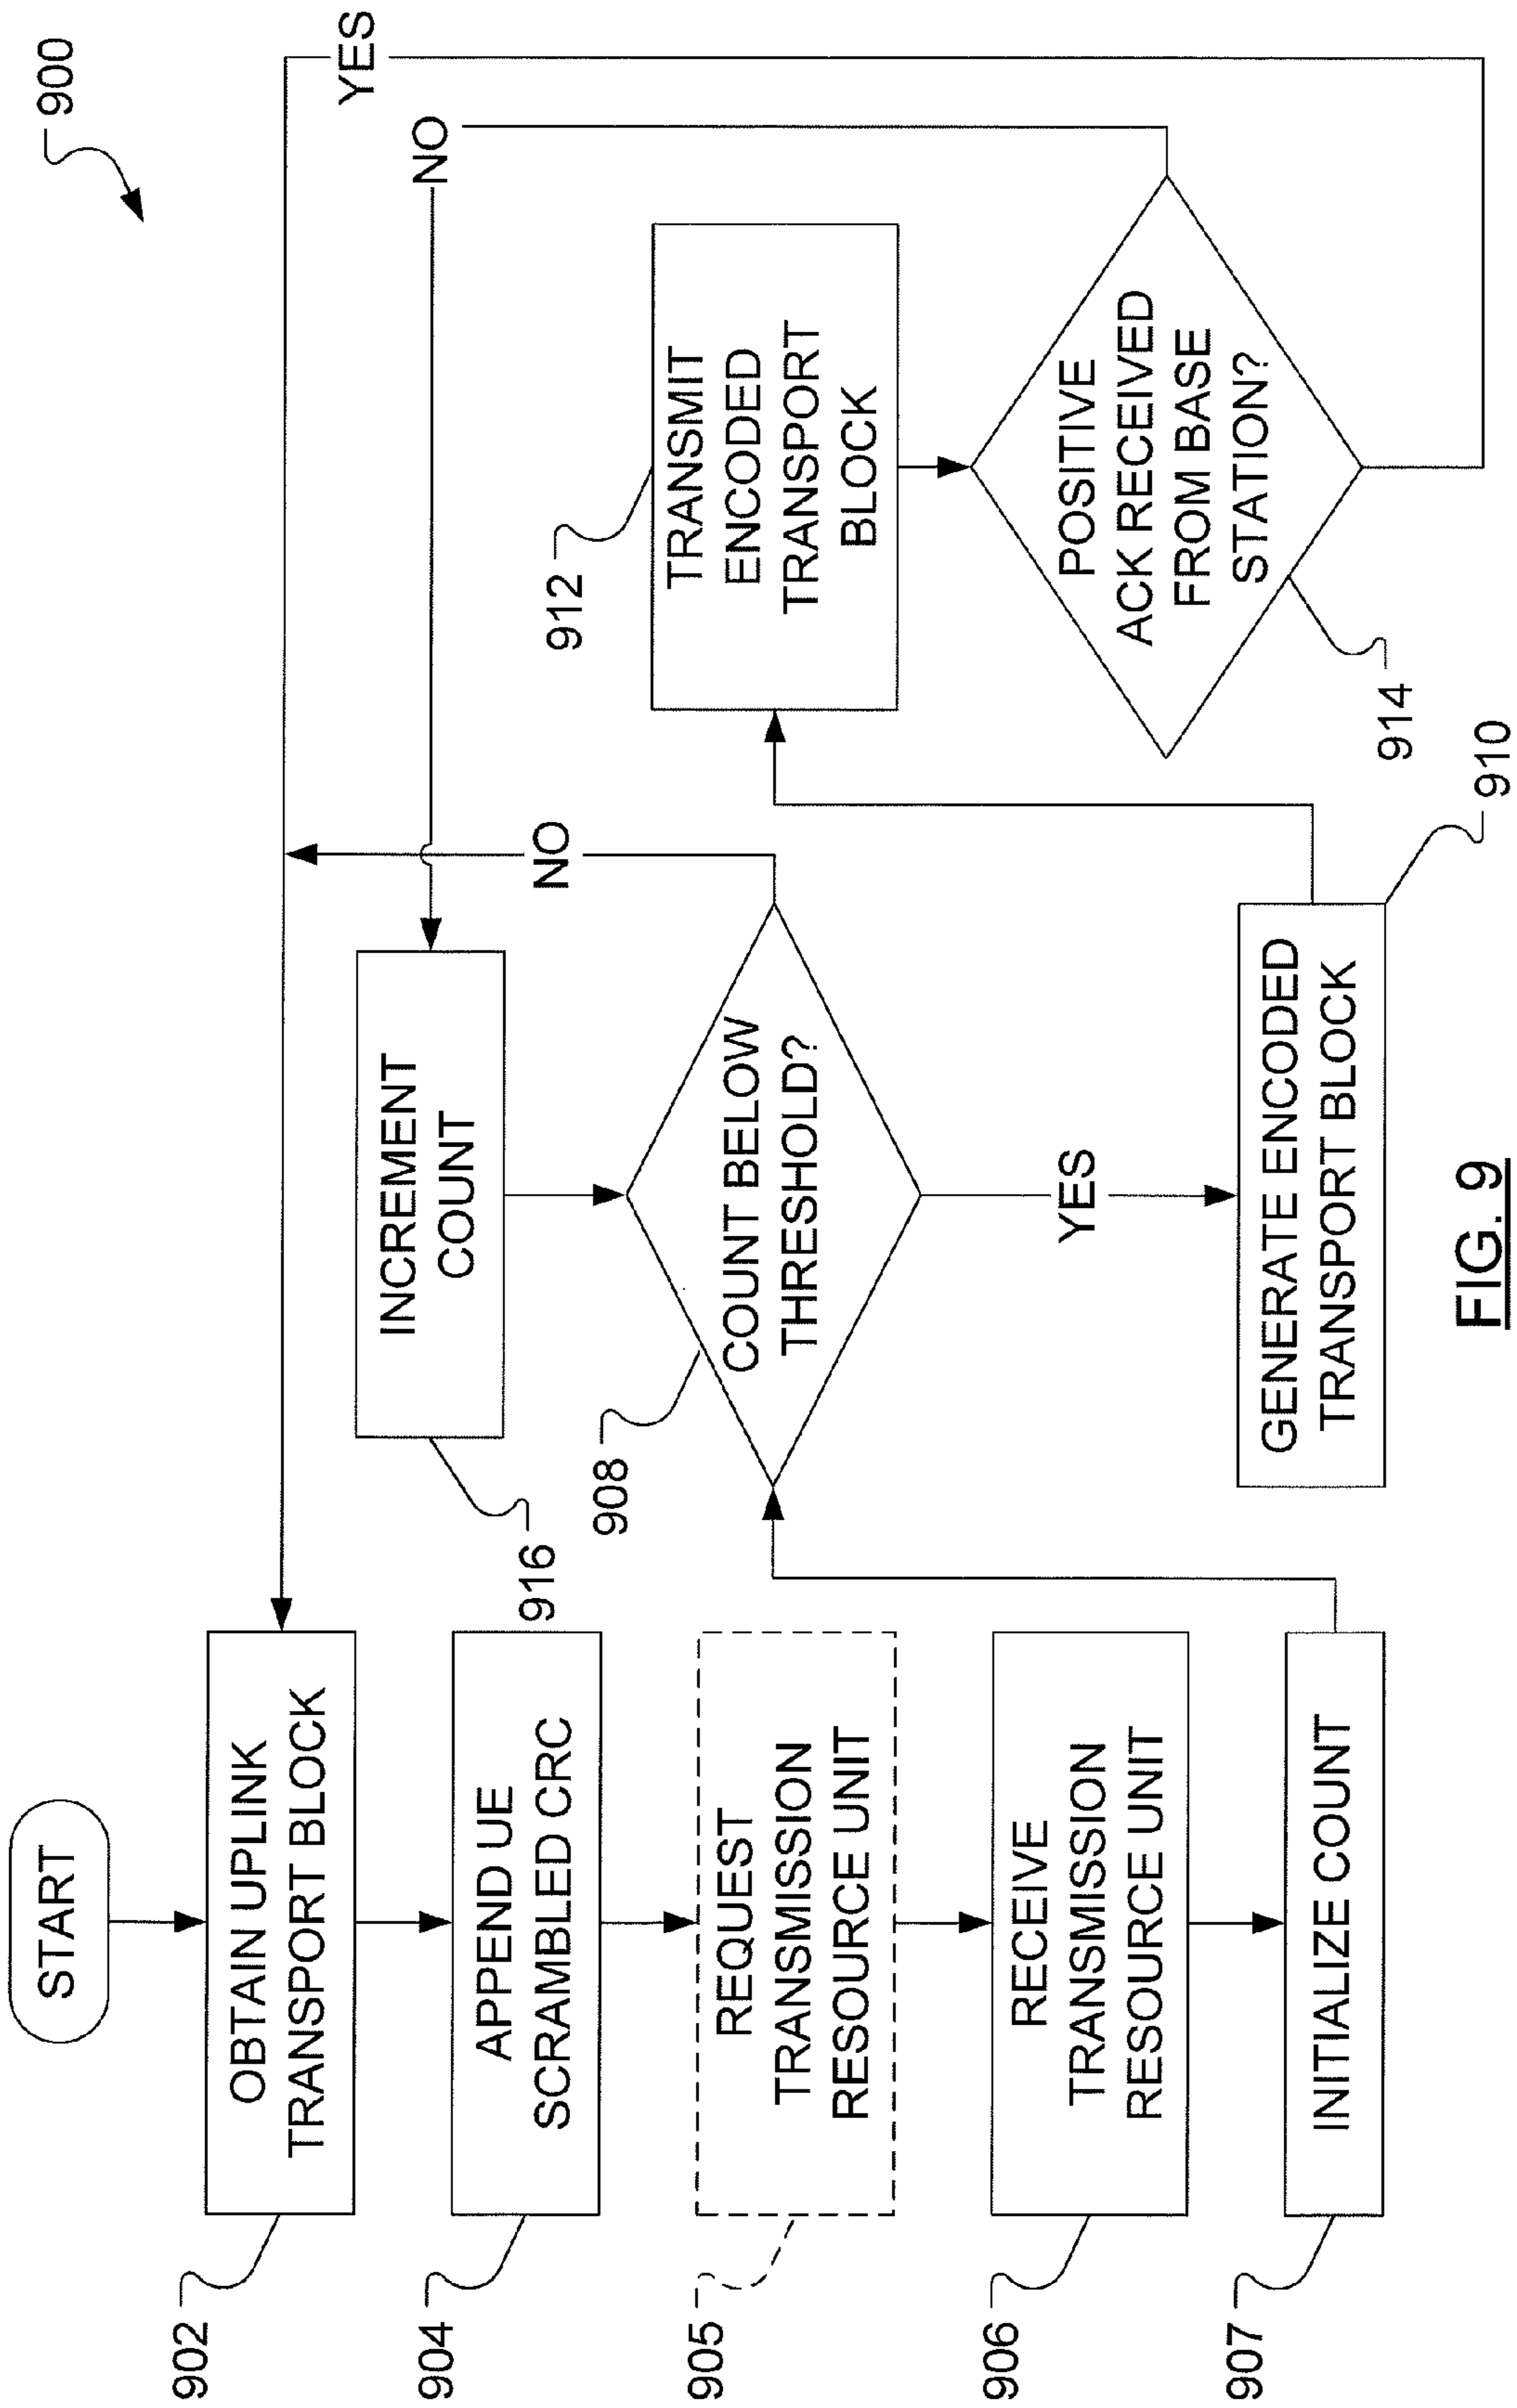 900
START
902
OBTAIN UPLINK
TRANSPORT BLOCK
904
APPEND UE
SCRAMBLED CRC
905
REQUEST
TRANSMISSION
RESOURCE UNIT
906
RECEIVE
TRANSMISSION
RESOURCE UNIT
907
INITIALIZE COUNT
916
INCREMENT
COUNT
908
COUNT BELOW
THRESHOLD?
NO
YES
GENERATE ENCODED
TRANSPORT BLOCK
910
912
TRANSMIT
ENCODED
TRANSPORT
BLOCK
POSITIVE
ACK RECEIVED
FROM BASE
STATION?
914
NO
YES
FIG. 9